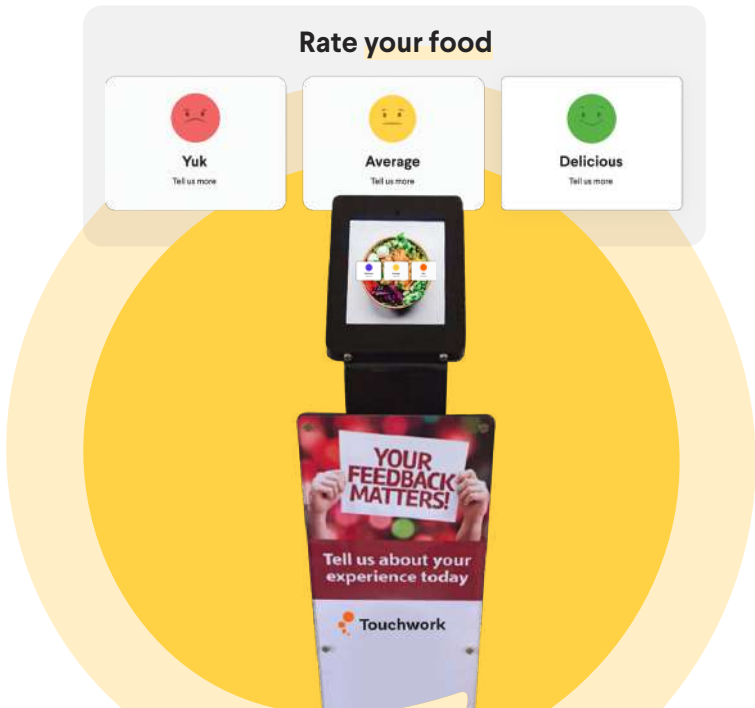 Rate your food
Yuk
Tell us more
Average
Tell us more
Delicious
Tell us more
YOUR
FEEDBACK
MATTERS!
Tell us about your
experience today
Touchwork